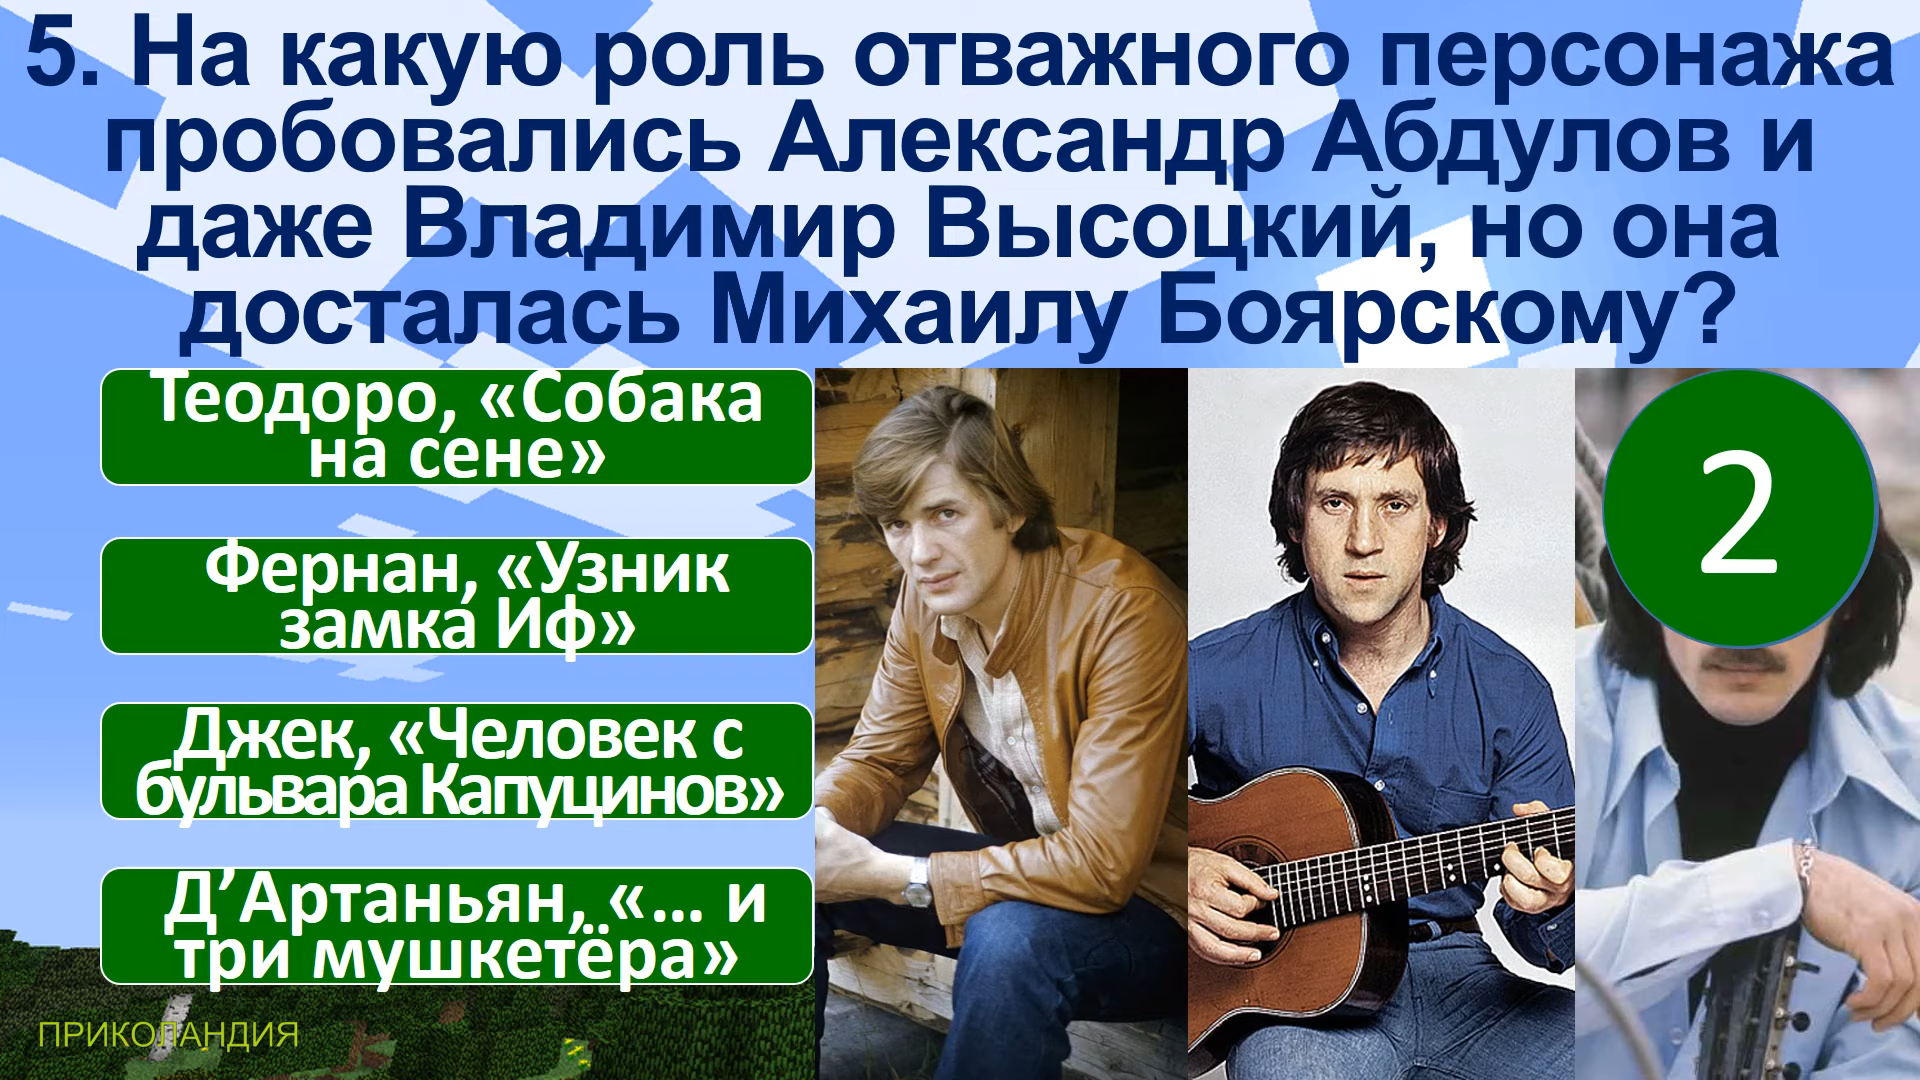 5. На какую роль отважного персонажа
пробовались Александр Абдулов и
даже Владимир Высоцкий, но она
досталась Михаилу Боярскому?
Теодоро, «Собака
на сене»
Фернан, «Узник
замка Иф»
Джек, «Человек с
бульвара Капуцинов»
Д’Артаньян, «… и
три мушкетёра»
2
ПРИКОЛАНДИЯ